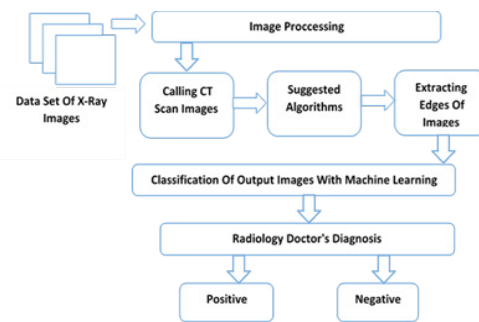 Image Proccessing
Data Set Of X-Ray
Images
Calling CT
Scan Images
Suggested
Algorithms
Extracting
Edges Of
Images
Classification Of Output Images With Machine Learning
Radiology Doctor's Diagnosis
Positive
Negative